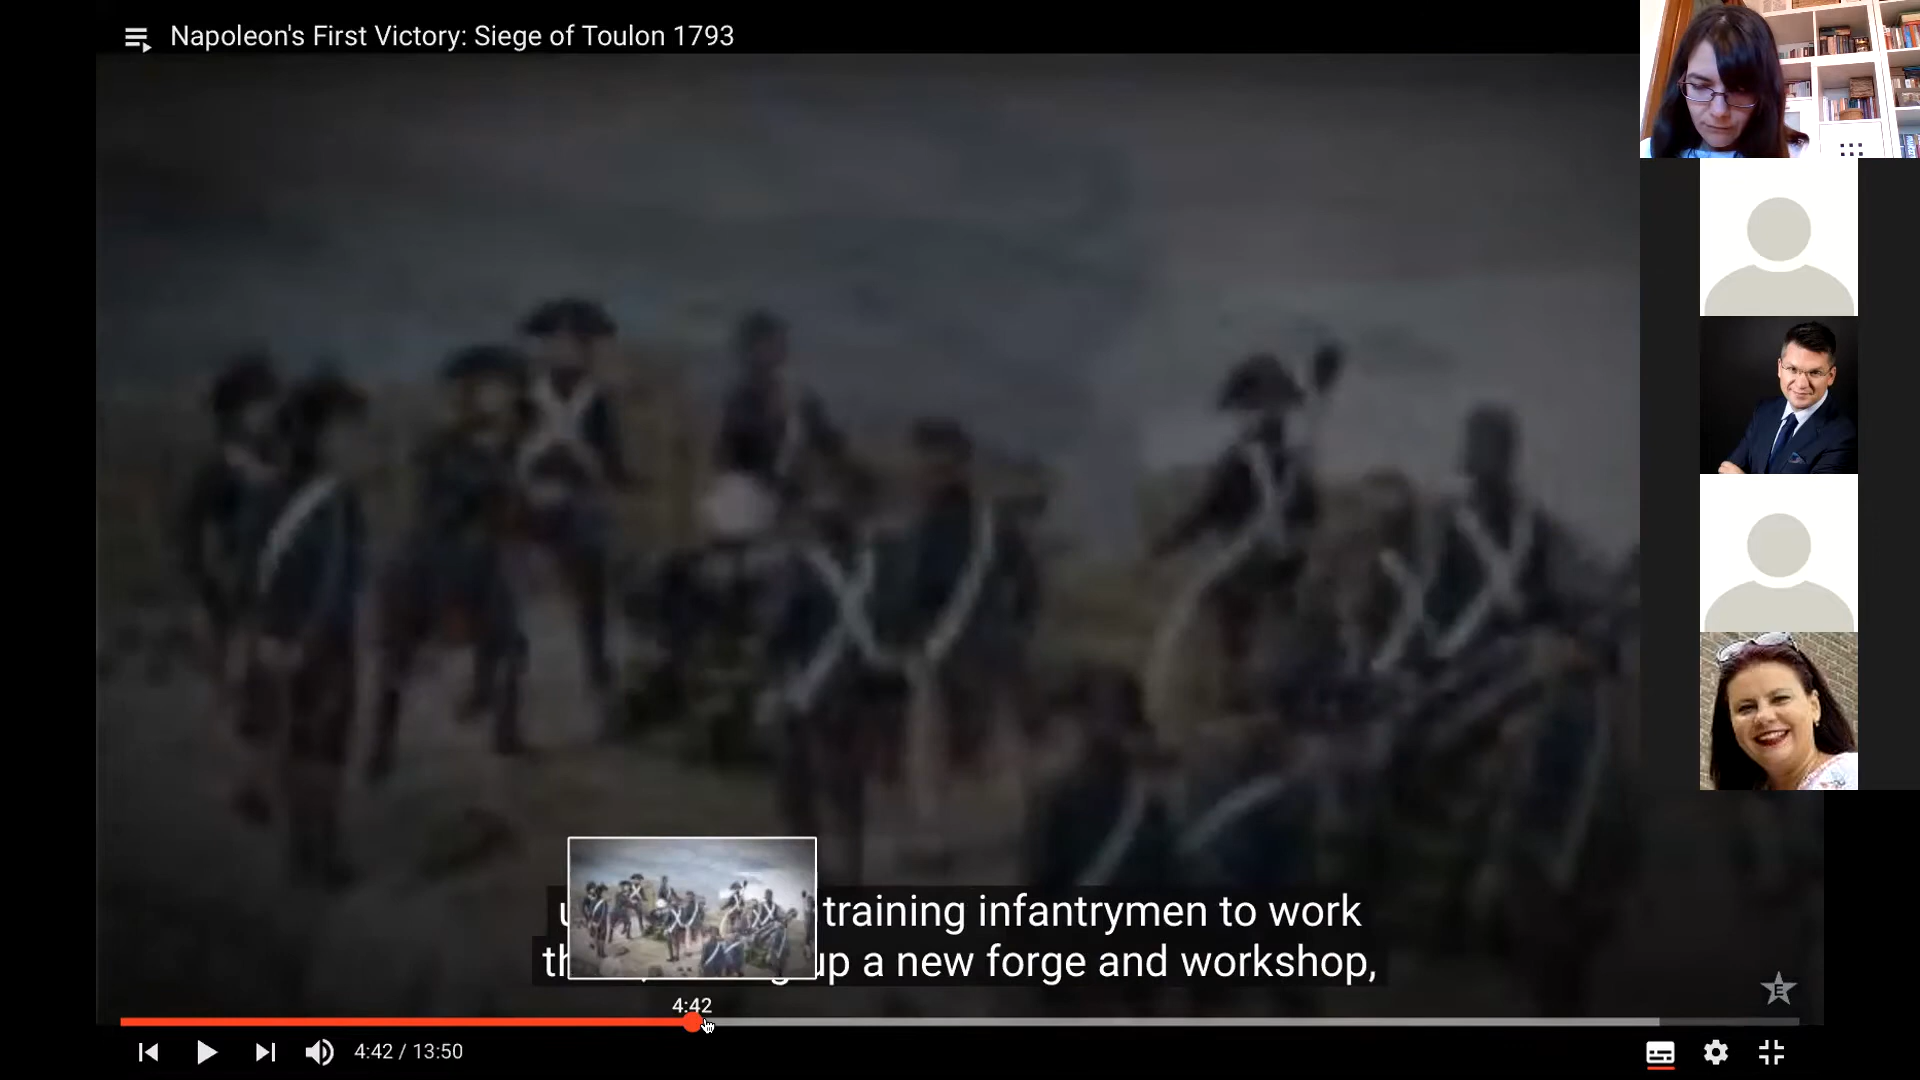 Napoleon's First Victory: Siege of Toulon 1793
training infantrymen to work
up a new forge and workshop,
4:42
4:42 / 13:50
E